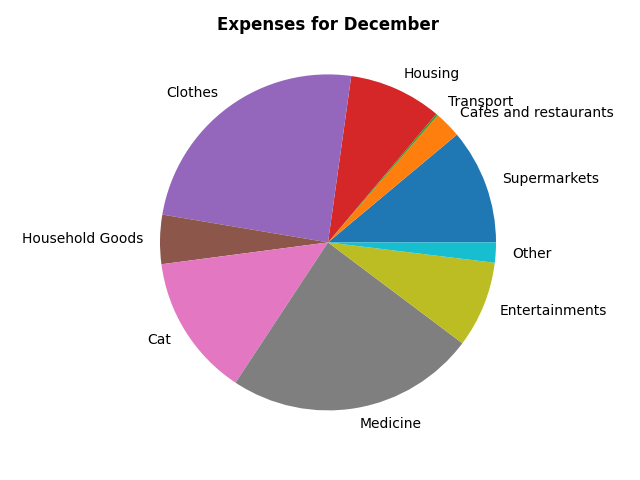 Expenses for December
Housing
Clothes
Transport
Cafes and restaurants
Supermarkets
Household Goods
Other
Entertainments
Cat
Medicine